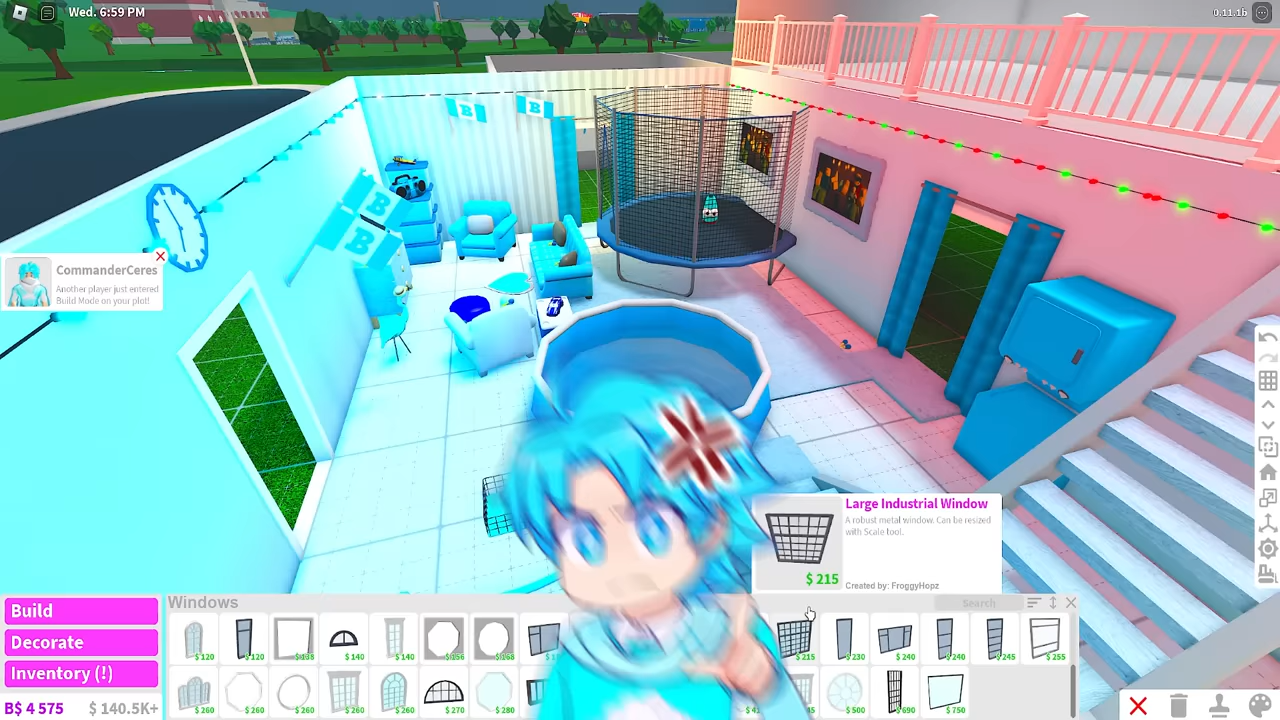 Wed. 6:59 PM
0.11.1b
B
B
B
B
CommanderCeres
Another player just entered
Build Mode on your plot!
Large Industrial Window
A robust metal window. Can be resized
with Scale tool.
$ 215
Created by: FroggyHopz
Build
Decorate
Inventory (!)
B$ 4 575
$ 140.5K+
Windows
Search
$ 120
$ 120
$ 140
$ 140
$ 215
$ 230
$ 240
$ 240
$ 245
$ 255
$ 260
$ 260
$ 260
$ 260
$ 260
$ 270
$ 280
$ 500
$ 690
$ 750